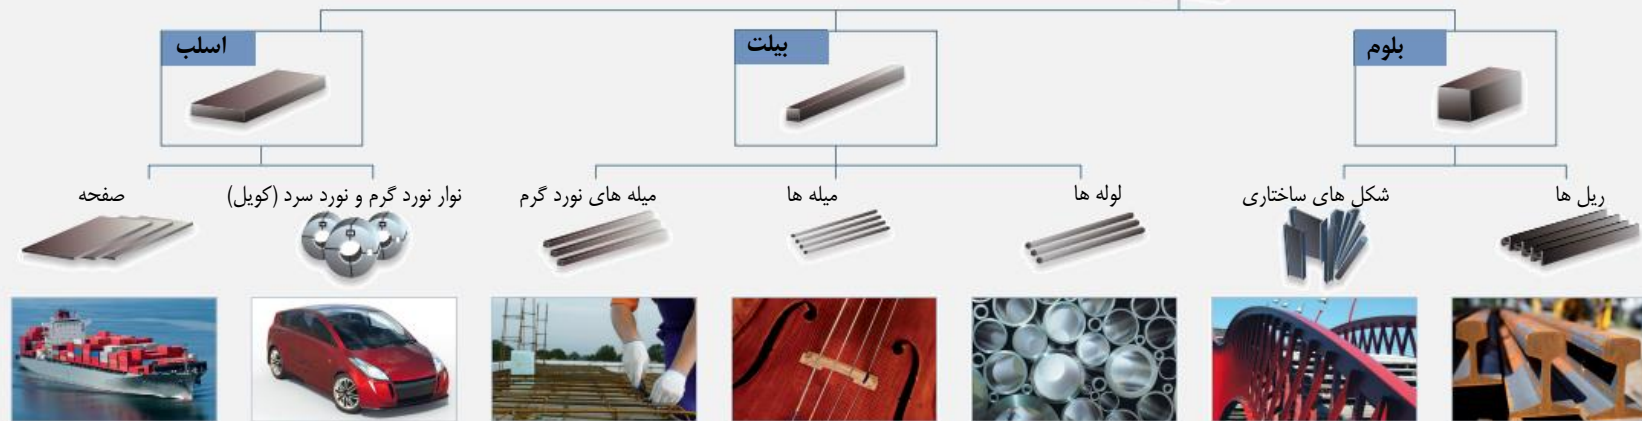 بلوم
بیلت
اسلب
ریل ها
شکل های ساختاری
لوله ها
میله ها
میله های نورد گرم
نوار نورد گرم و نورد سرد (کویل)
صفحه